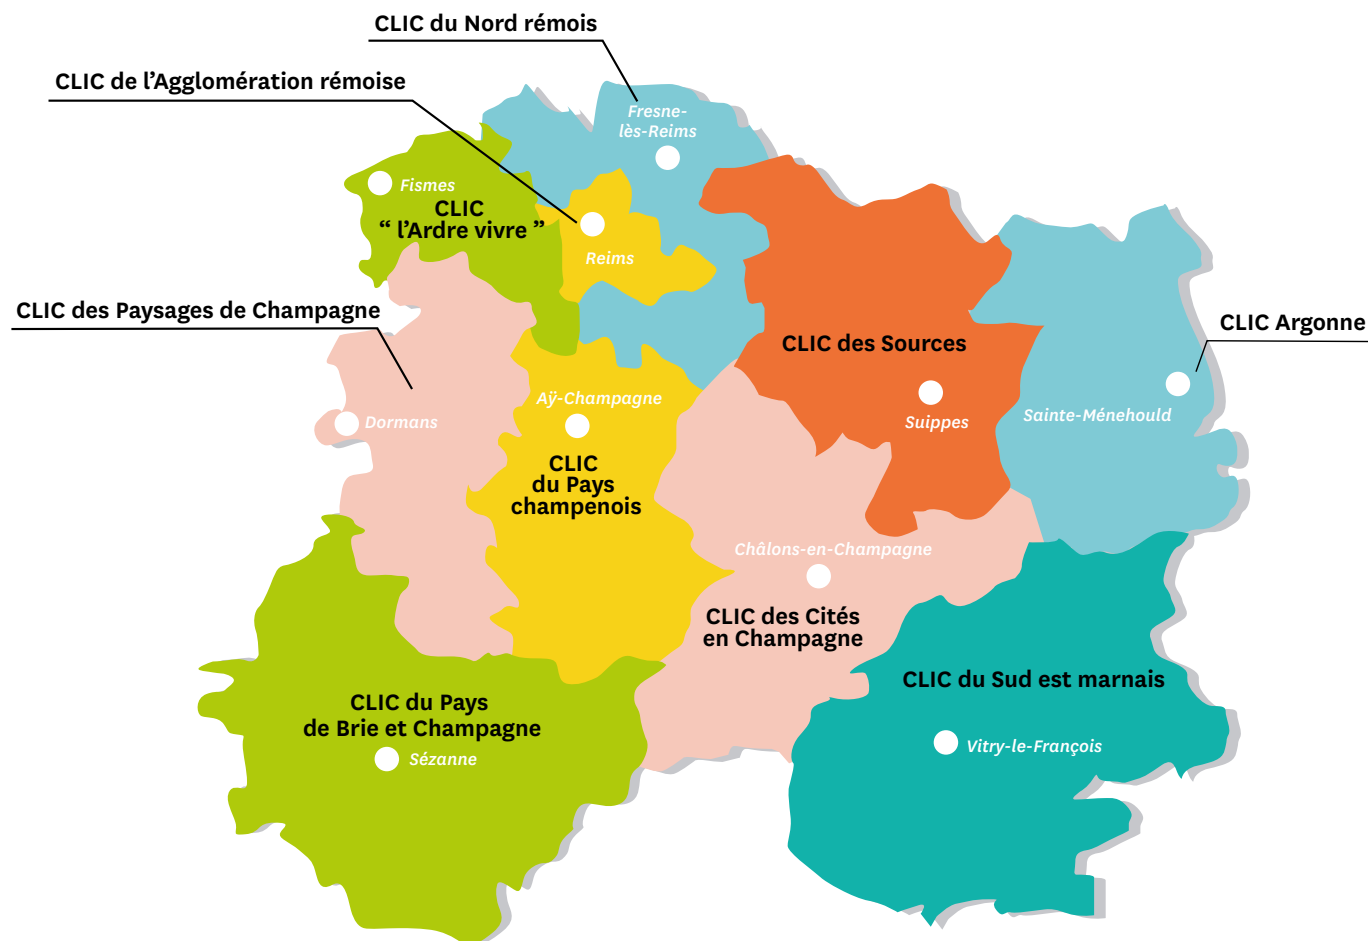 CLIC du Nord rémois
CLIC de l’Agglomération rémoise
Fresne-
lès-Reims
Fismes
CLIC
“ l’Ardre vivre ”
Reims
CLIC des Paysages de Champagne
CLIC Argonne
CLIC des Sources
Aÿ-Champagne
Dormans
Suippes
Sainte-Ménehould
CLIC
du Pays
champenois
Châlons-en-Champagne
CLIC des Cités
en Champagne
CLIC du Sud est marnais
CLIC du Pays
de Brie et Champagne
Vitry-le-François
Sézanne